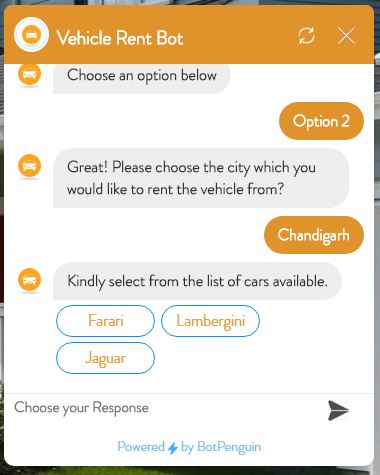 Vehicle Rent Bot
Choose an option below
Option 2
Great! Please choose the city which you
would like to rent the vehicle from?
Chandigarh
Kindly select from the list of cars available.
Farari
Lambergini
Jaguar
Choose your Response
Powered by BotPenguin